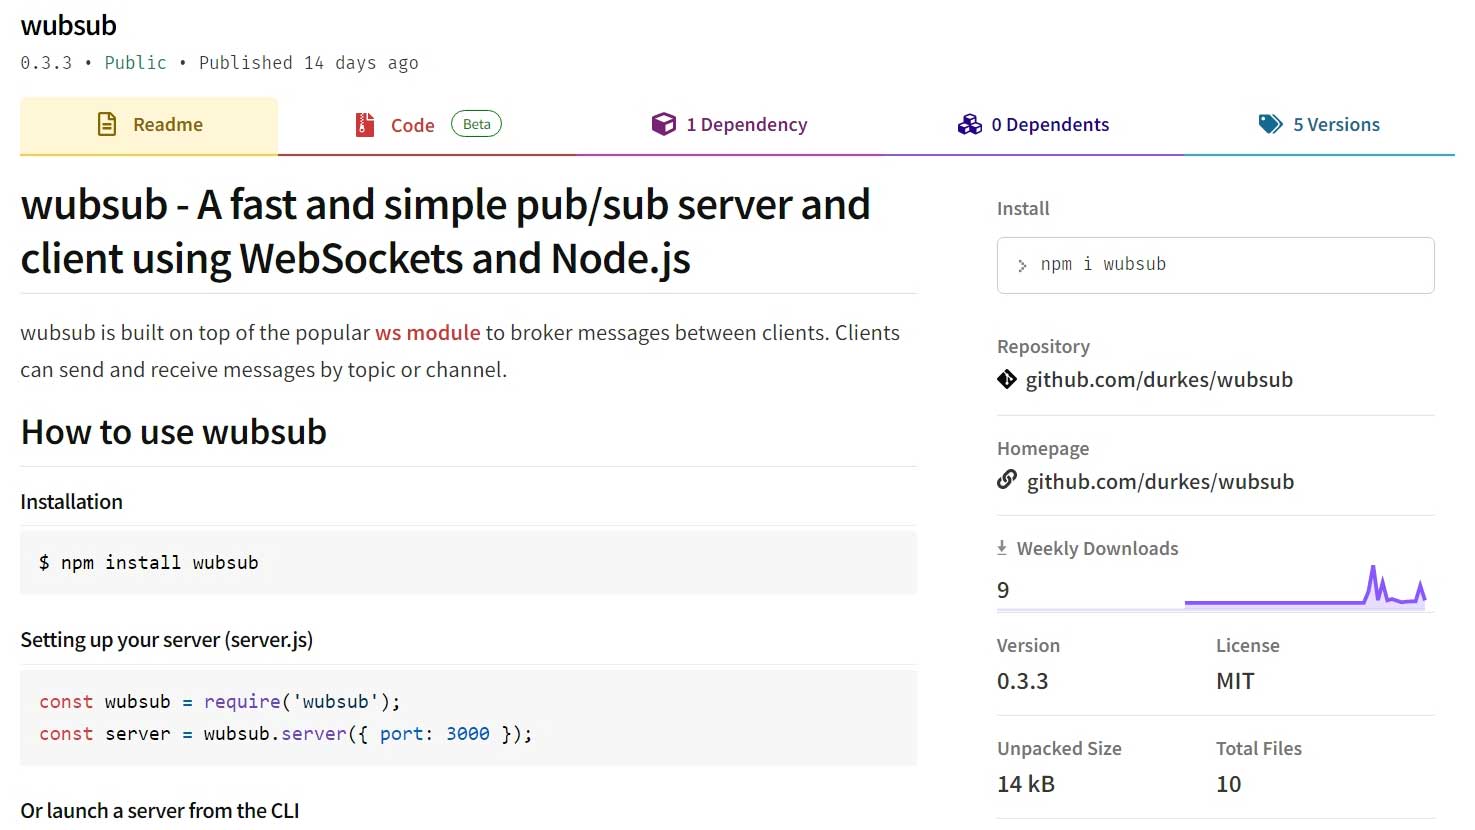 wubsub
0.3.3 • Public • Published 14 days ago
Readme
Code Beta
1 Dependency
0 Dependents
5 Versions
wubsub - A fast and simple pub/sub server and
client using WebSockets and Node.js
wubsub is built on top of the popular ws module to broker messages between clients. Clients
can send and receive messages by topic or channel.
How to use wubsub
Installation
$ npm install wubsub
Setting up your server (server.js)
const wubsub = require('wubsub');
const server = wubsub.server({ port: 3000 });
Or launch a server from the CLI
Install
> npm i wubsub
Repository
github.com/durkes/wubsub
Homepage
github.com/durkes/wubsub
Weekly Downloads
9
Version
0.3.3
License
MIT
Unpacked Size
14 kB
Total Files
10